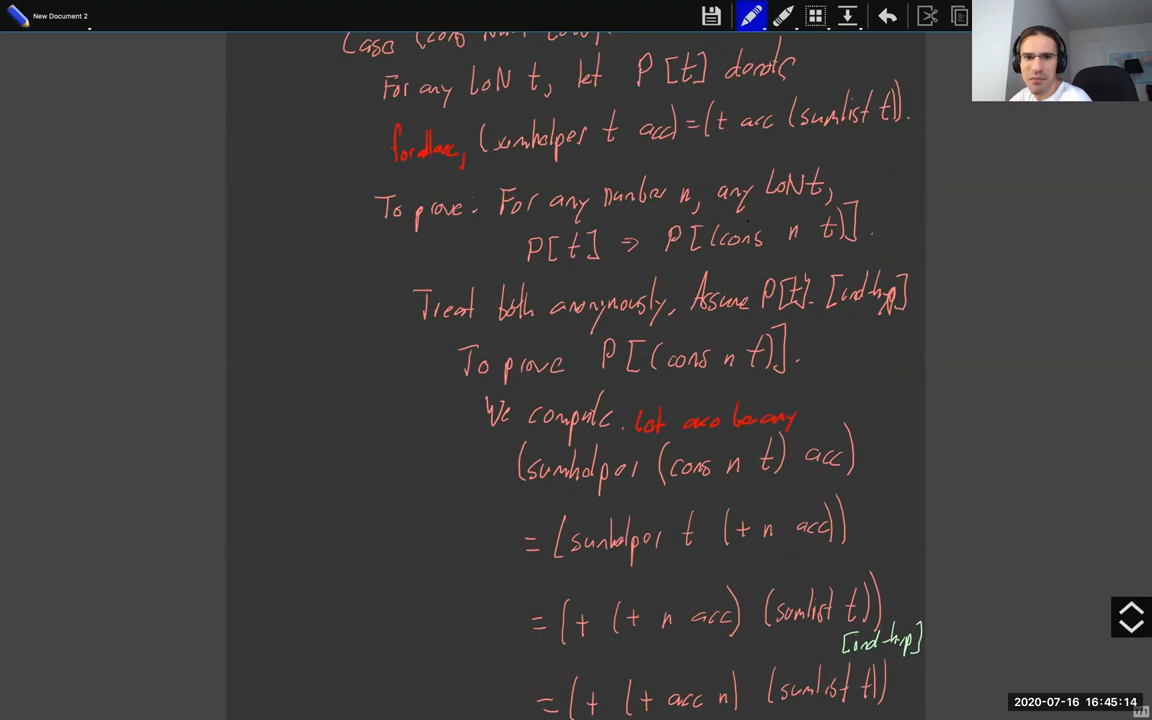 New Document 2
Case (cons
For any LoN t, let P[t] denote
for all acc, (sumhelper t acc) = (+ acc (sumlist t)).
To prove: For any number n, any LoN t,
P[t] ⇒ P[(cons n t)].
Treat both anonymously. Assume P[t]. [ind-hyp]
To prove P[(cons n t)].
We compute. Let acc be any
(sumhelper (cons n t) acc)
= (sumhelper t (+ n acc))
= (+ (+ n acc) (sumlist t))
[ind-hyp]
= (+ (+ acc n) (sumlist t))
2020-07-16 16:45:14